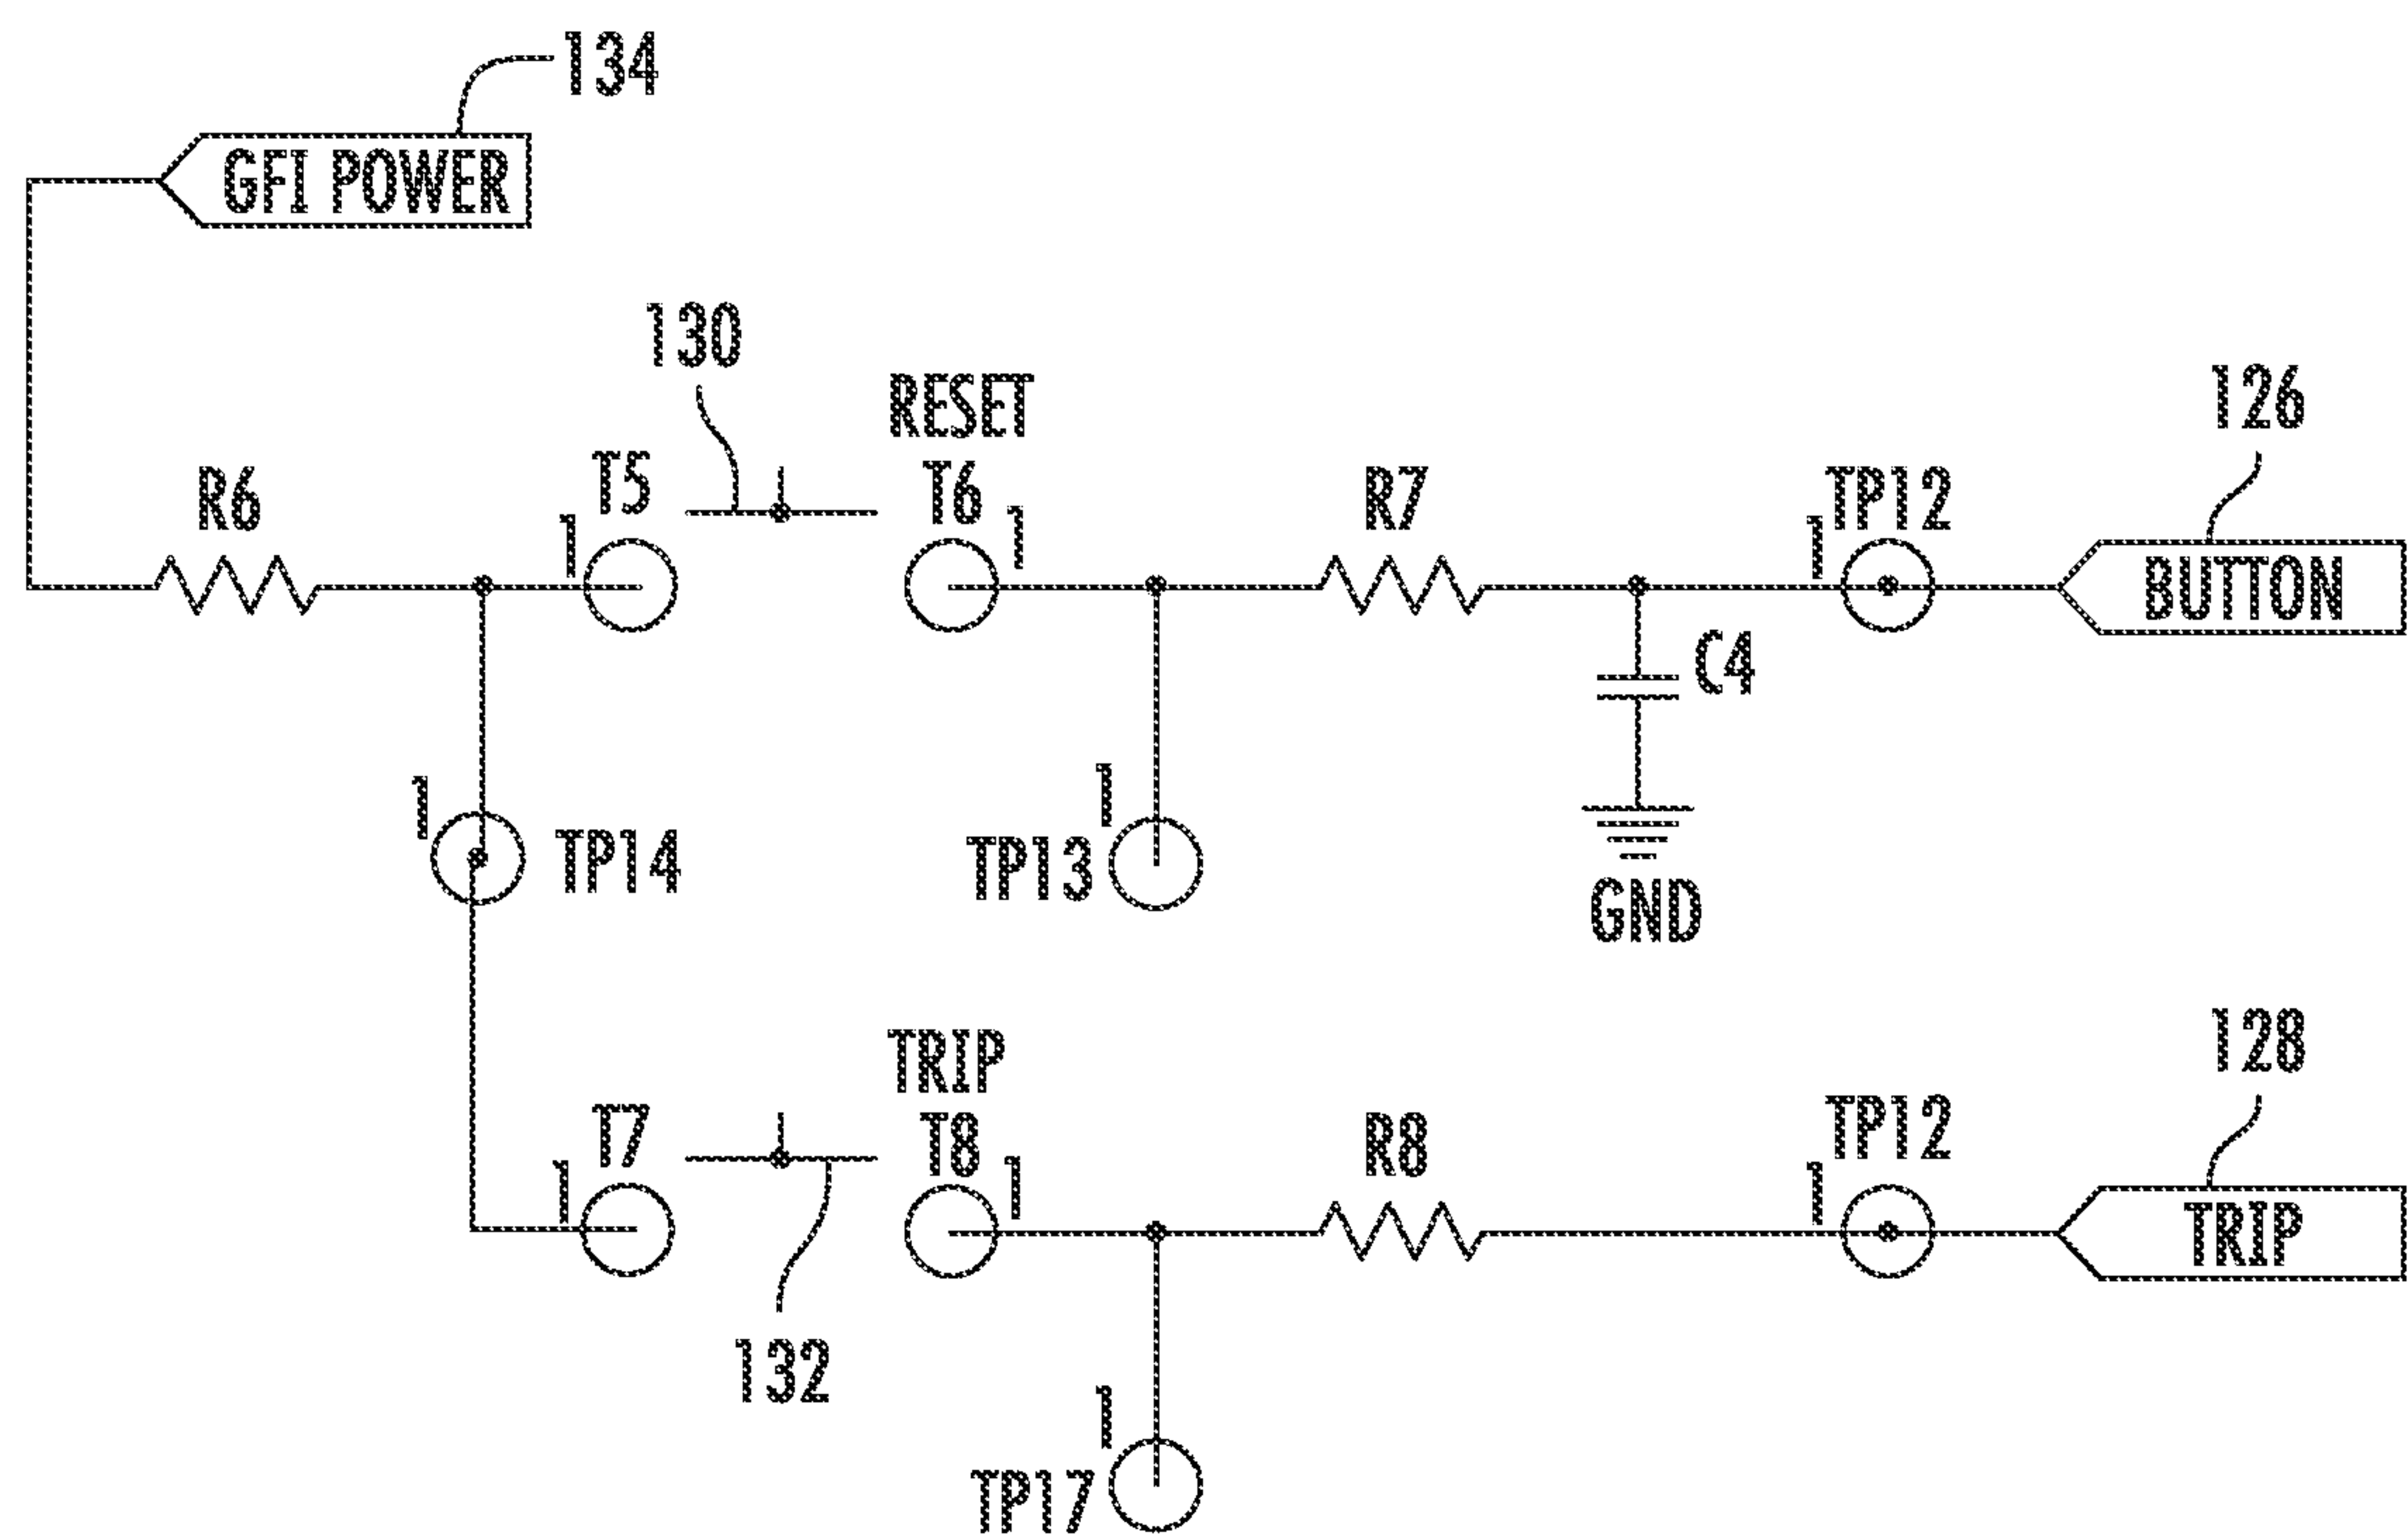 134
GFI POWER
130
RESET
126
R6
1
T5
T6
1
R7
1
TP12
BUTTON
C4
1
TP14
1
TP13
GND
TRIP
128
1
T7
T8
1
R8
1
TP12
TRIP
132
1
TP17